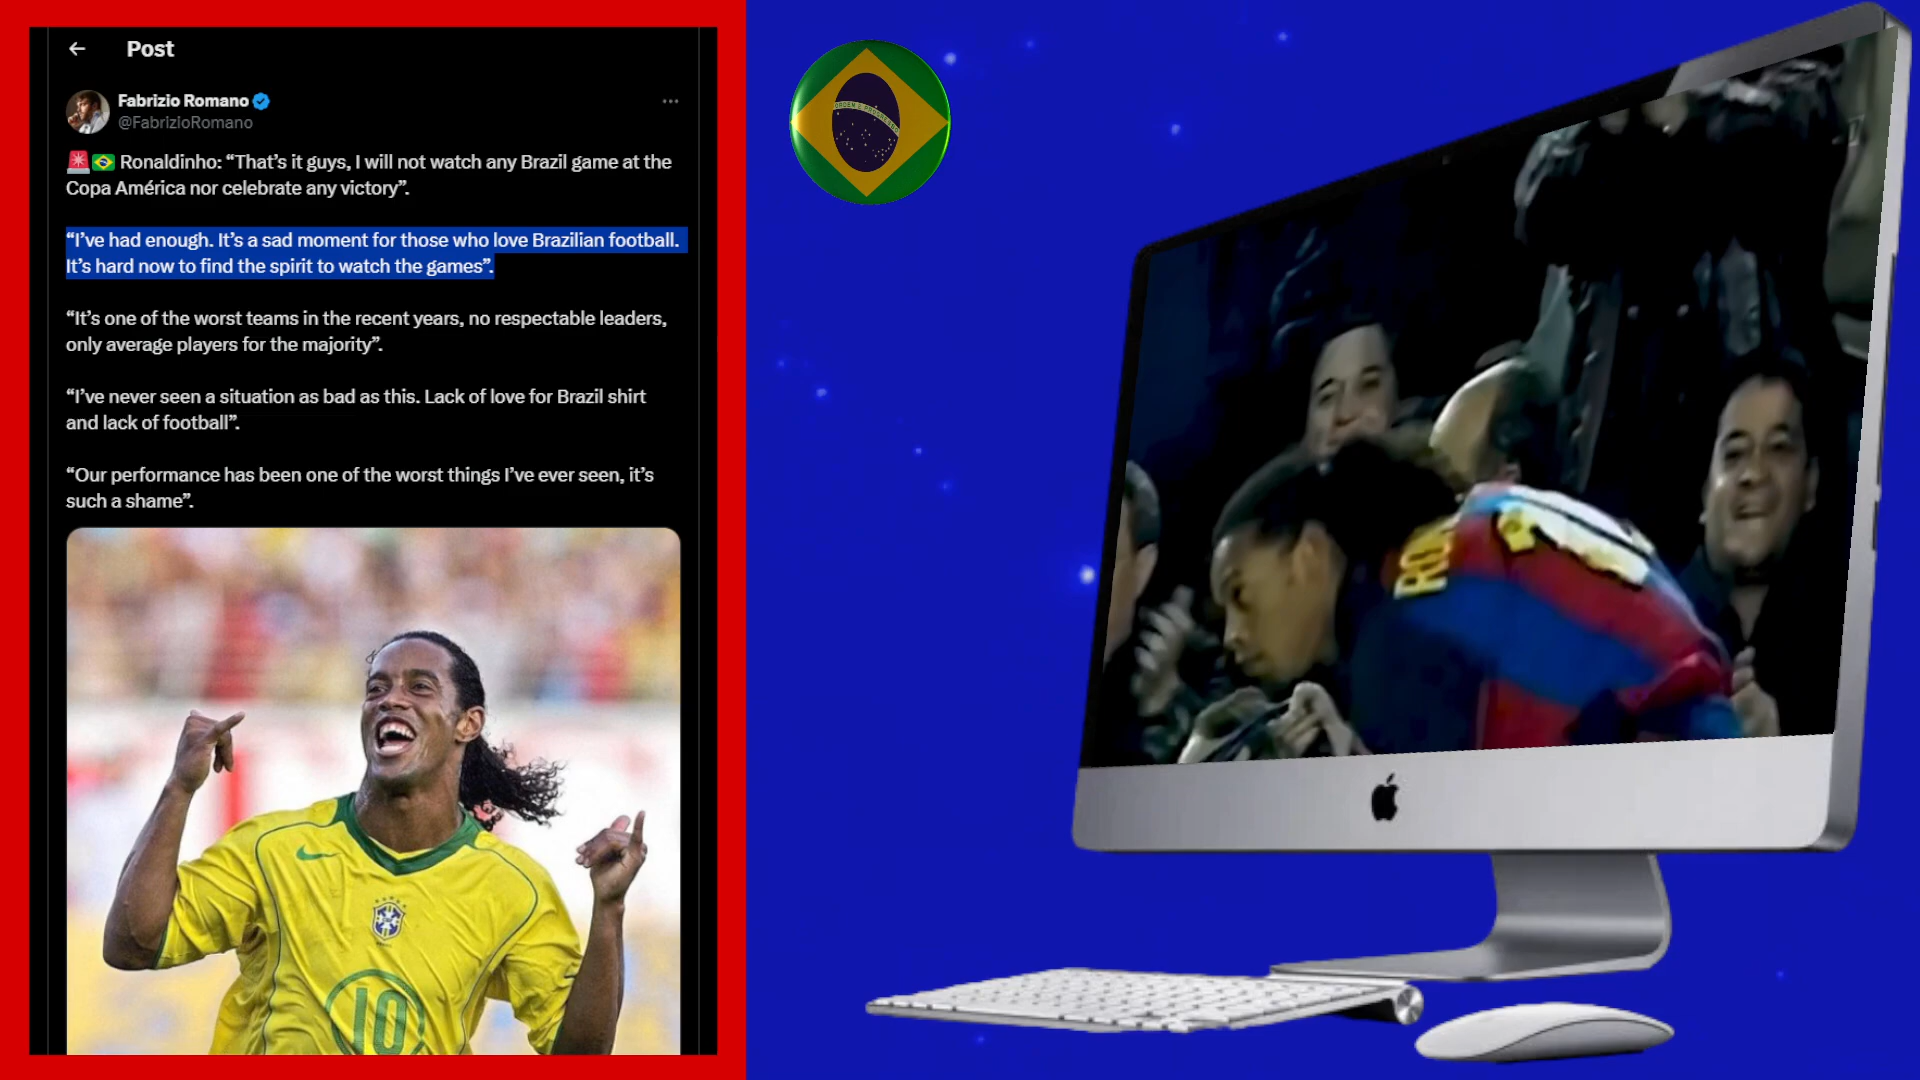 Post
Fabrizio Romano
@FabrizioRomano
Ronaldinho: “That’s it guys, I will not watch any Brazil game at the
Copa América nor celebrate any victory”.
“I’ve had enough. It’s a sad moment for those who love Brazilian football.
It’s hard now to find the spirit to watch the games”.
“It’s one of the worst teams in the recent years, no respectable leaders,
only average players for the majority”.
“I’ve never seen a situation as bad as this. Lack of love for Brazil shirt
and lack of football”.
“Our performance has been one of the worst things I’ve ever seen, it’s
such a shame”.
10
ORDEM E PROGRESSO